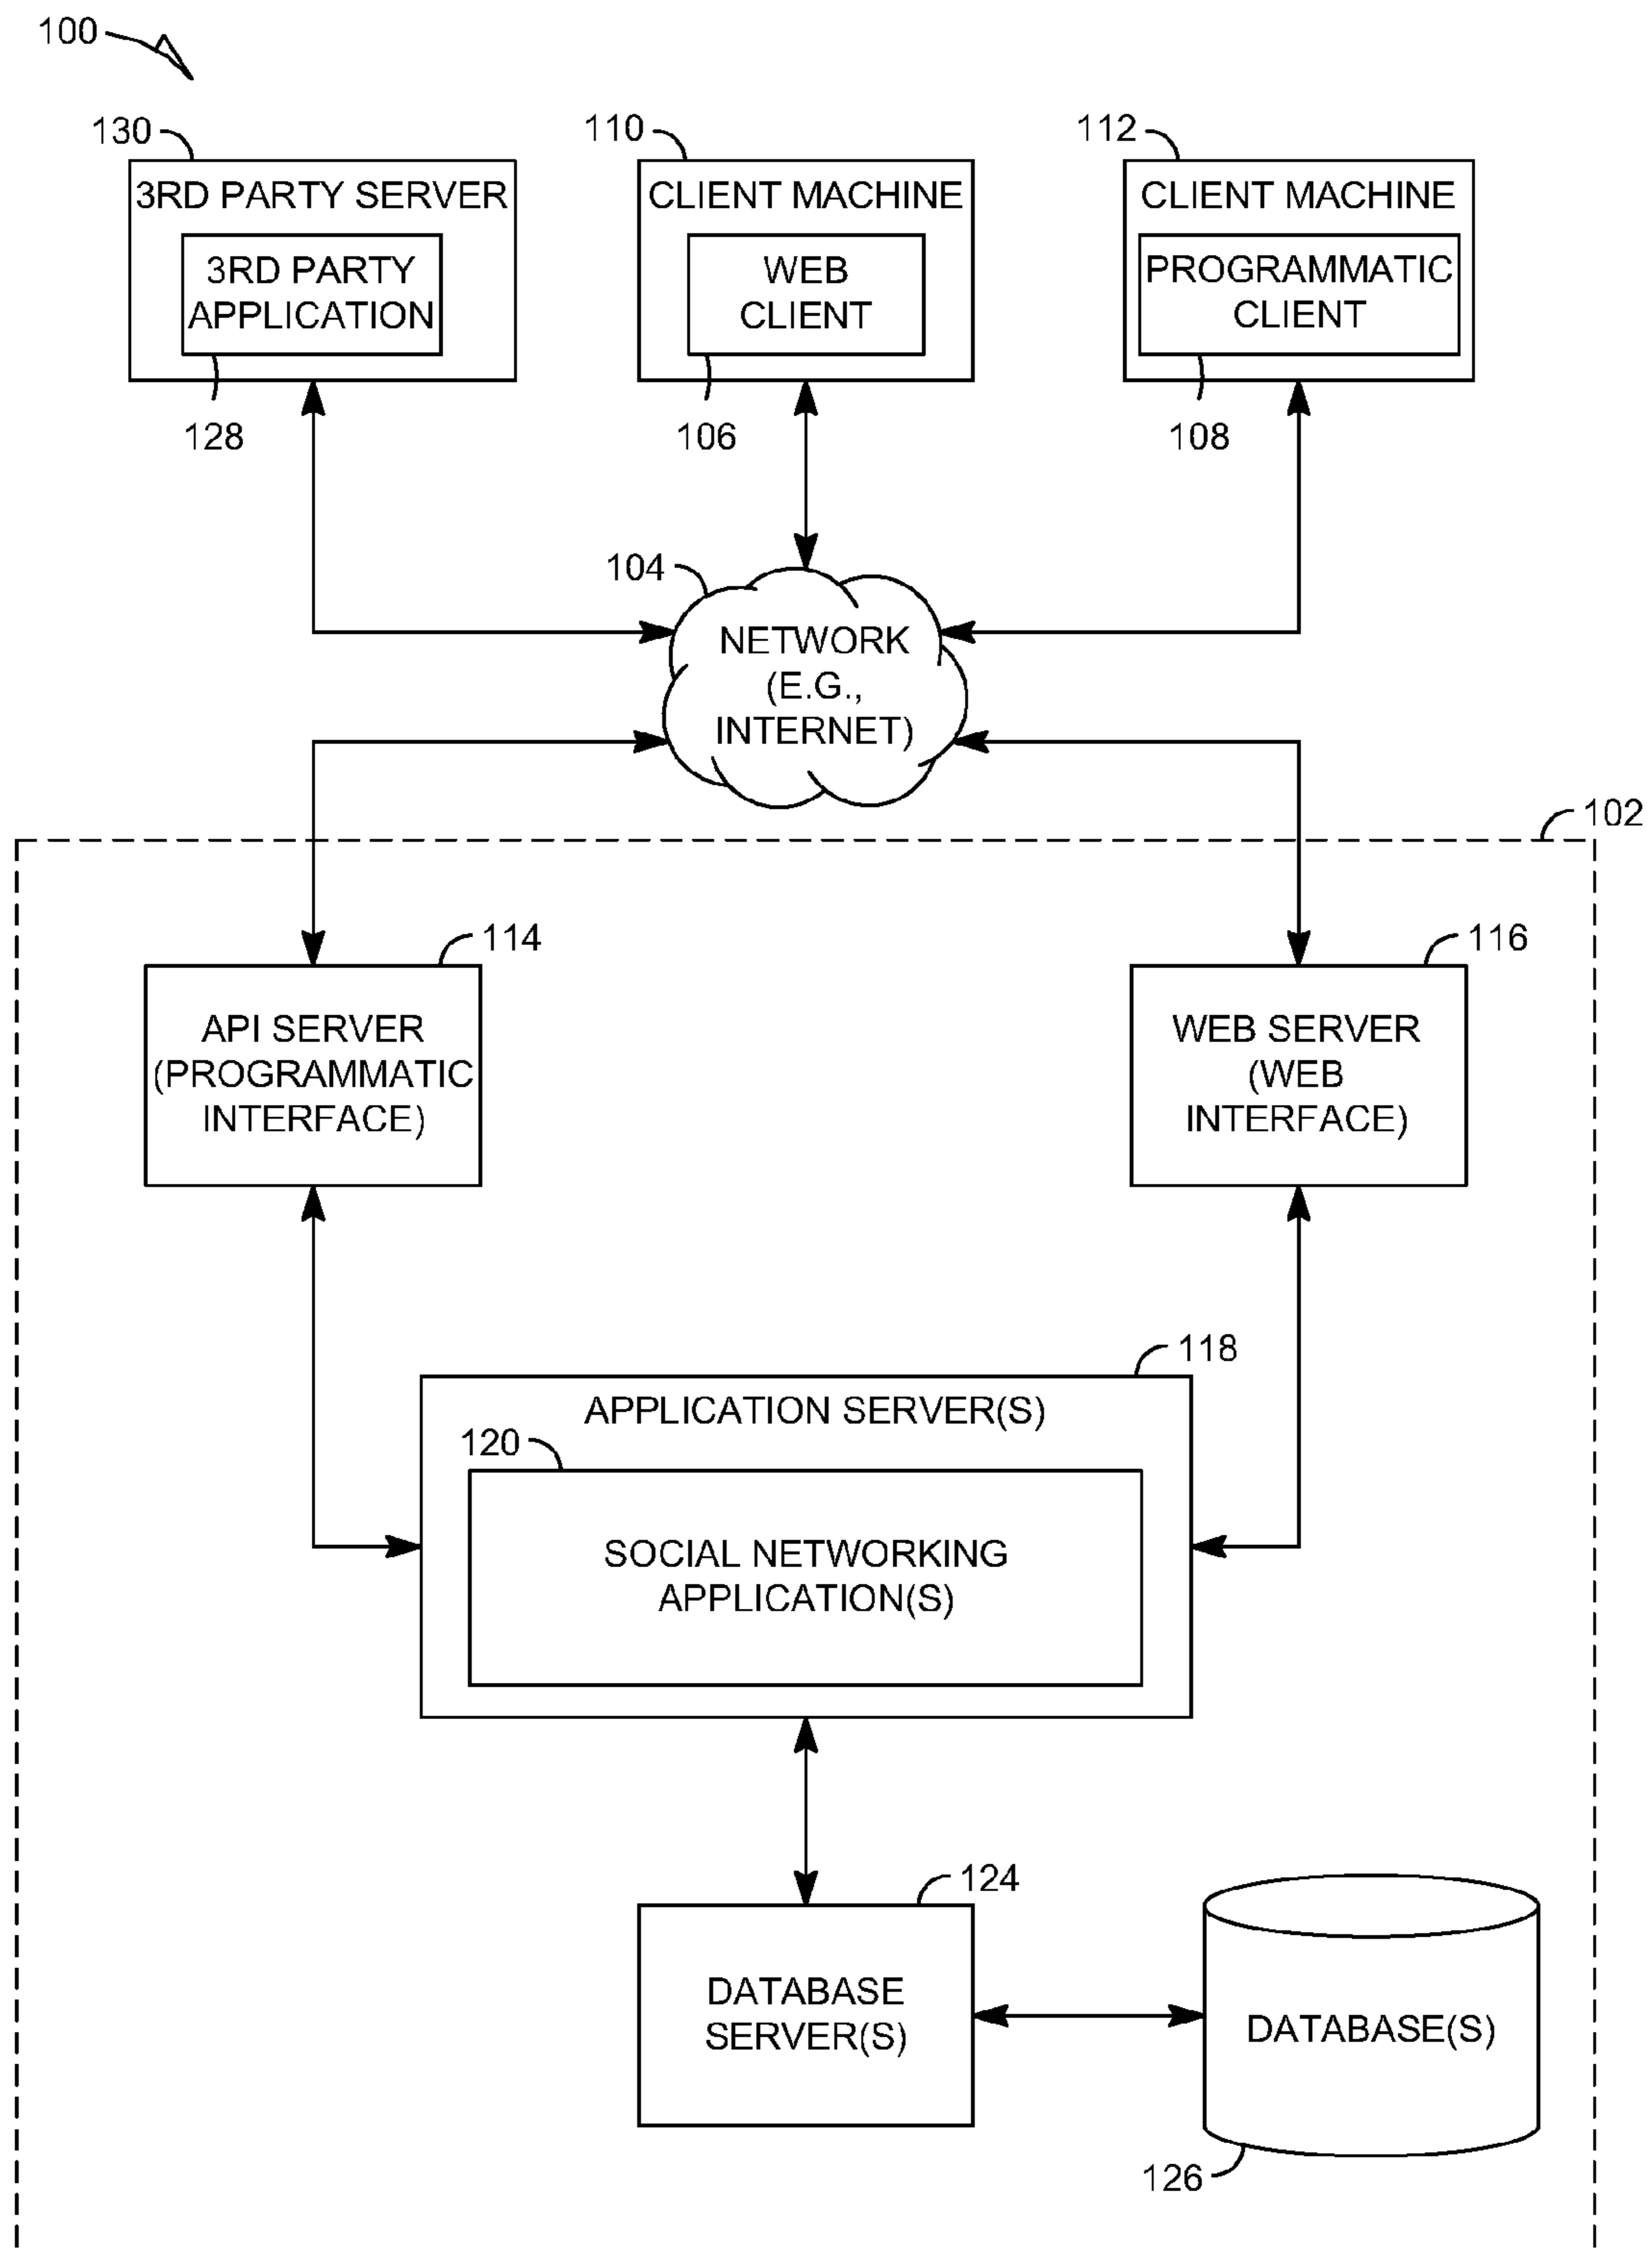 100
130
110
112
3RD PARTY SERVER
CLIENT MACHINE
CLIENT MACHINE
3RD PARTY
APPLICATION
WEB
CLIENT
PROGRAMMATIC
CLIENT
128
106
108
104
NETWORK
(E.G.,
INTERNET)
102
114
116
API SERVER
(PROGRAMMATIC
INTERFACE)
WEB SERVER
(WEB
INTERFACE)
118
APPLICATION SERVER(S)
120
SOCIAL NETWORKING
APPLICATION(S)
124
DATABASE
SERVER(S)
DATABASE(S)
126